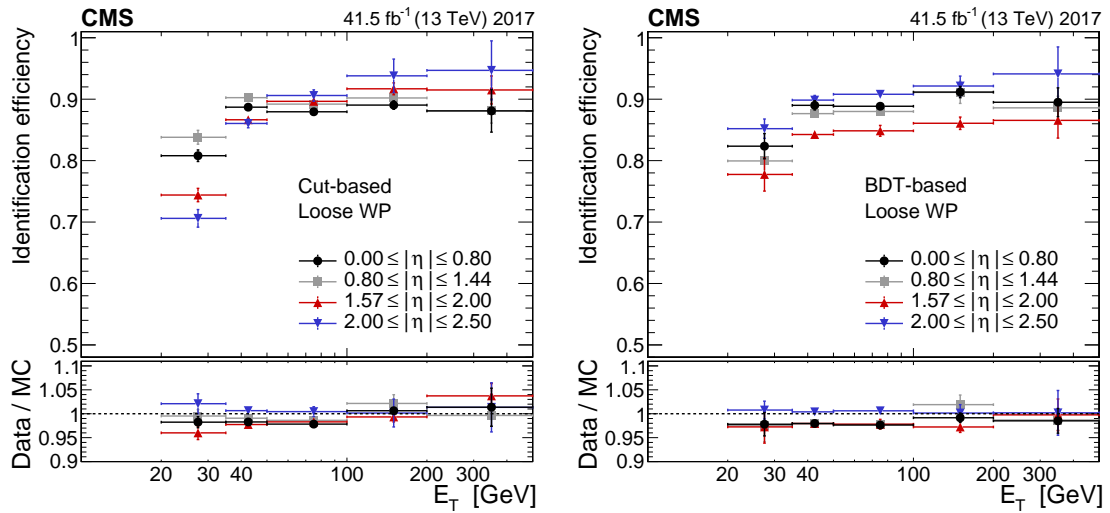 CMS 41.5 fb⁻¹ (13 TeV) 2017
Identification efficiency
1
0.9
0.8
0.7
0.6
0.5
Cut-based
Loose WP
0.00 ≤ | η | ≤ 0.80
0.80 ≤ | η | ≤ 1.44
1.57 ≤ | η | ≤ 2.00
2.00 ≤ | η | ≤ 2.50
Data / MC
1.1
1.05
1
0.95
0.9
20 30 40 100 200 300
E_T [GeV]
CMS 41.5 fb⁻¹ (13 TeV) 2017
Identification efficiency
1
0.9
0.8
0.7
0.6
0.5
BDT-based
Loose WP
0.00 ≤ | η | ≤ 0.80
0.80 ≤ | η | ≤ 1.44
1.57 ≤ | η | ≤ 2.00
2.00 ≤ | η | ≤ 2.50
Data / MC
1.1
1.05
1
0.95
0.9
20 30 40 100 200 300
E_T [GeV]